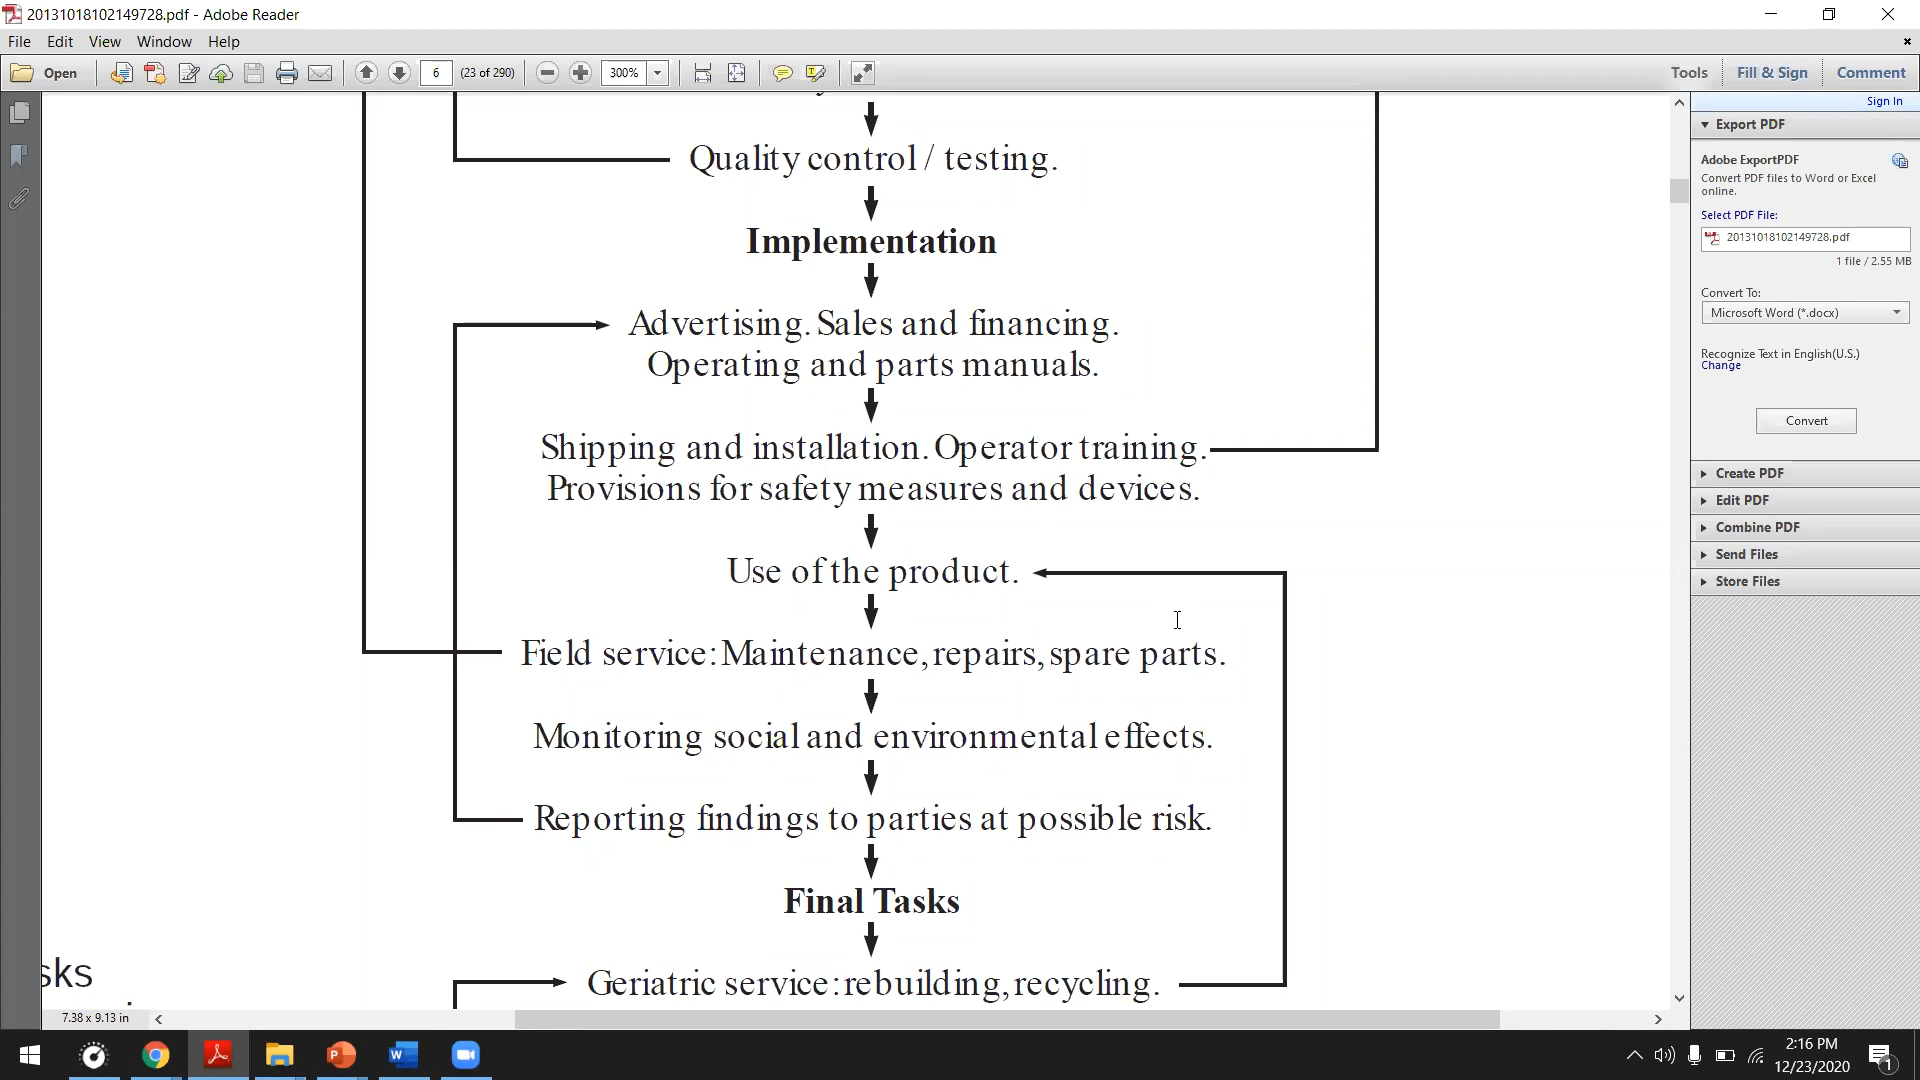 20131018102149728.pdf - Adobe Reader
File Edit View Window Help
Open 6 (23 of 290) 300% Tools Fill & Sign Comment
Sign In
Export PDF
Adobe ExportPDF
Convert PDF files to Word or Excel
online.
Select PDF File:
20131018102149728.pdf
1 file / 2.55 MB
Convert To:
Microsoft Word (*.docx)
Recognize Text in English(U.S.)
Change
Convert
Create PDF
Edit PDF
Combine PDF
Send Files
Store Files
Quality control / testing.
Implementation
Advertising. Sales and financing.
Operating and parts manuals.
Shipping and installation. Operator training.
Provisions for safety measures and devices.
Use of the product.
Field service: Maintenance, repairs, spare parts.
Monitoring social and environmental effects.
Reporting findings to parties at possible risk.
Final Tasks
Geriatric service: rebuilding, recycling.
sks
7.38 x 9.13 in
2:16 PM
12/23/2020
1